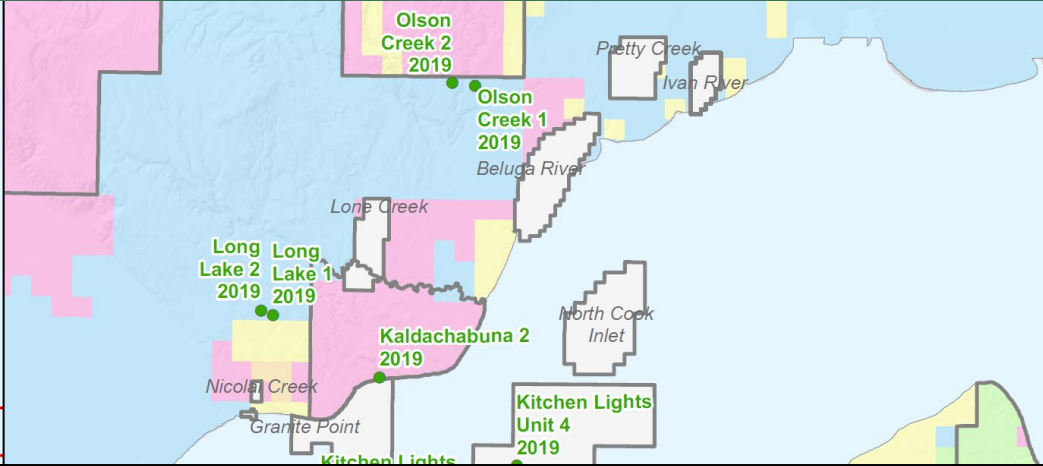 Olson
Creek 2
2019
Pretty Creek
Ivan River
Olson
Creek 1
2019
Beluga River
Lone Creek
Long
Lake 2
2019
Long
Lake 1
2019
North Cook
Inlet
Kaldachabuna 2
2019
Nicolai Creek
Kitchen Lights
Unit 4
2019
Granite Point
Kitchen Lights